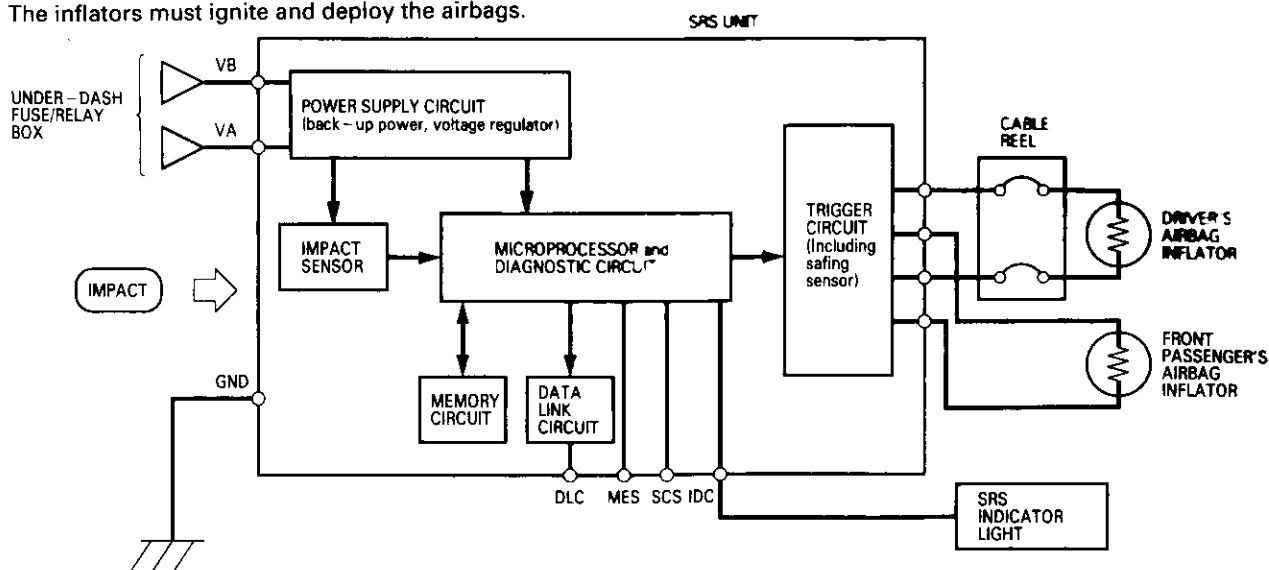 The inflators must ignite and deploy the airbags.
SRS UNIT
VB
UNDER-DASH
FUSE/RELAY
BOX
VA
POWER SUPPLY CIRCUIT
(back-up power, voltage regulator)
CABLE
REEL
IMPACT
SENSOR
MICROPROCESSOR and
DIAGNOSTIC CIRCUIT
TRIGGER
CIRCUIT
(Including
safing
sensor)
DRIVER'S
AIRBAG
INFLATOR
IMPACT
FRONT
PASSENGER'S
AIRBAG
INFLATOR
GND
MEMORY
CIRCUIT
DATA
LINK
CIRCUIT
DLC MES SCS IDC
SRS
INDICATOR
LIGHT